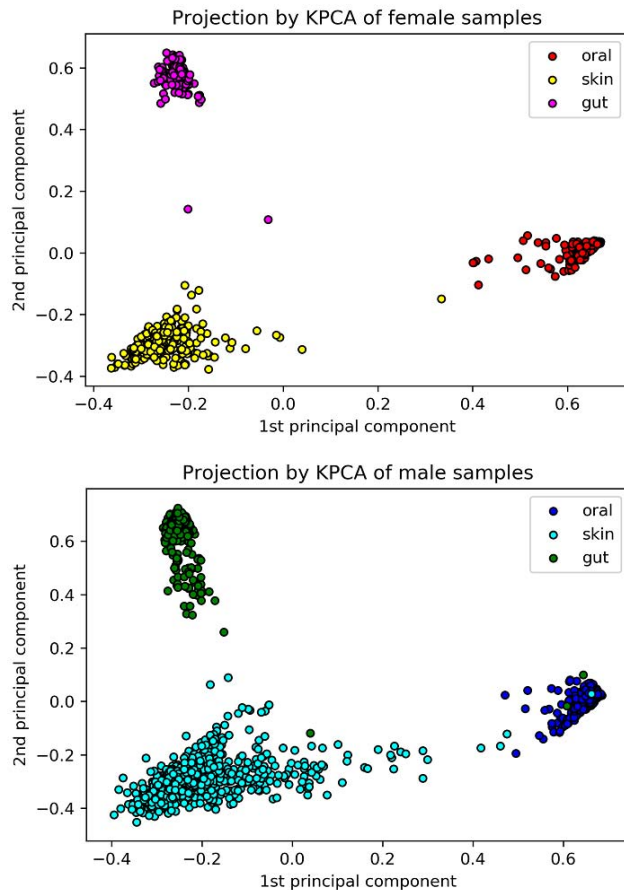 Projection by KPCA of female samples
oral
skin
gut
0.6
0.4
0.2
0.0
−0.2
−0.4
2nd principal component
−0.4
−0.2
0.0
0.2
0.4
0.6
1st principal component
Projection by KPCA of male samples
oral
skin
gut
0.6
0.4
0.2
0.0
−0.2
−0.4
2nd principal component
−0.4
−0.2
0.0
0.2
0.4
0.6
1st principal component